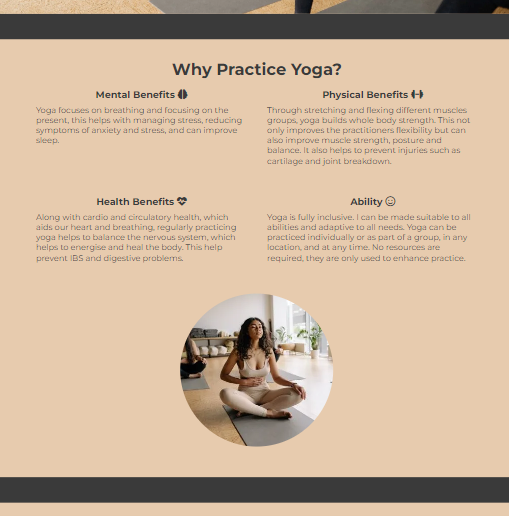 Why Practice Yoga?
Mental Benefits
Yoga focuses on breathing and focusing on the
present, this helps with managing stress, reducing
symptoms of anxiety and stress, and can improve
sleep.
Physical Benefits
Through stretching and flexing different muscles
groups, yoga builds whole body strength. This not
only improves the practitioners flexibility but can
also improve muscle strength, posture and
balance. It also helps to prevent injuries such as
cartilage and joint breakdown.
Health Benefits
Along with cardio and circulatory health, which
aids our heart and breathing, regularly practicing
yoga helps to balance the nervous system, which
helps to energise and heal the body. This help
prevent IBS and digestive problems.
Ability
Yoga is fully inclusive. I can be made suitable to all
abilities and adaptive to all needs. Yoga can be
practiced individually or as part of a group, in any
location, and at any time. No resources are
required, they are only used to enhance practice.